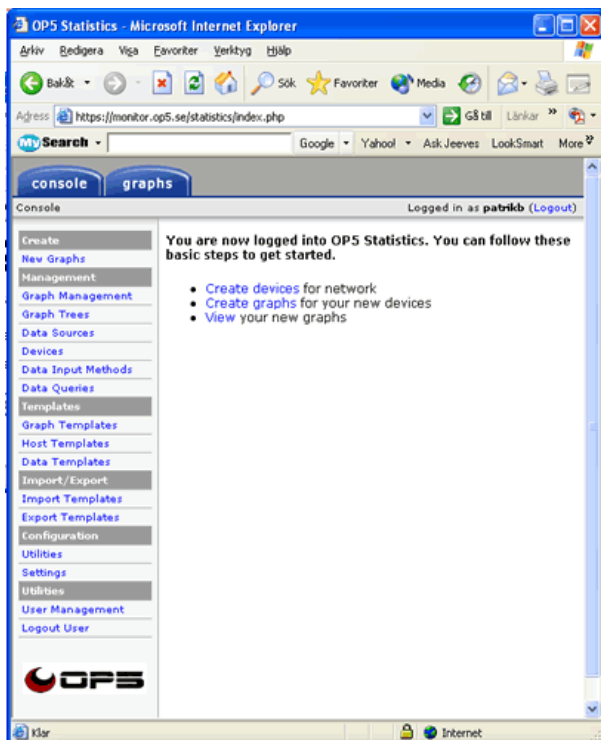 OP5 Statistics - Microsoft Internet Explorer
Arkiv Redigera Visa Favoriter Verktyg Hjälp
Bakåt Sök Favoriter Media
Adress https://monitor.op5.se/statistics/index.php Gå till Länkar »
My Search Google Yahoo! Ask Jeeves LookSmart More
console graphs
Console Logged in as patrikb (Logout)
Create
New Graphs
Management
Graph Management
Graph Trees
Data Sources
Devices
Data Input Methods
Data Queries
Templates
Graph Templates
Host Templates
Data Templates
Import/Export
Import Templates
Export Templates
Configuration
Utilities
Settings
Utilities
User Management
Logout User
OP5
You are now logged into OP5 Statistics. You can follow these
basic steps to get started.
• Create devices for network
• Create graphs for your new devices
• View your new graphs
Klar Internet